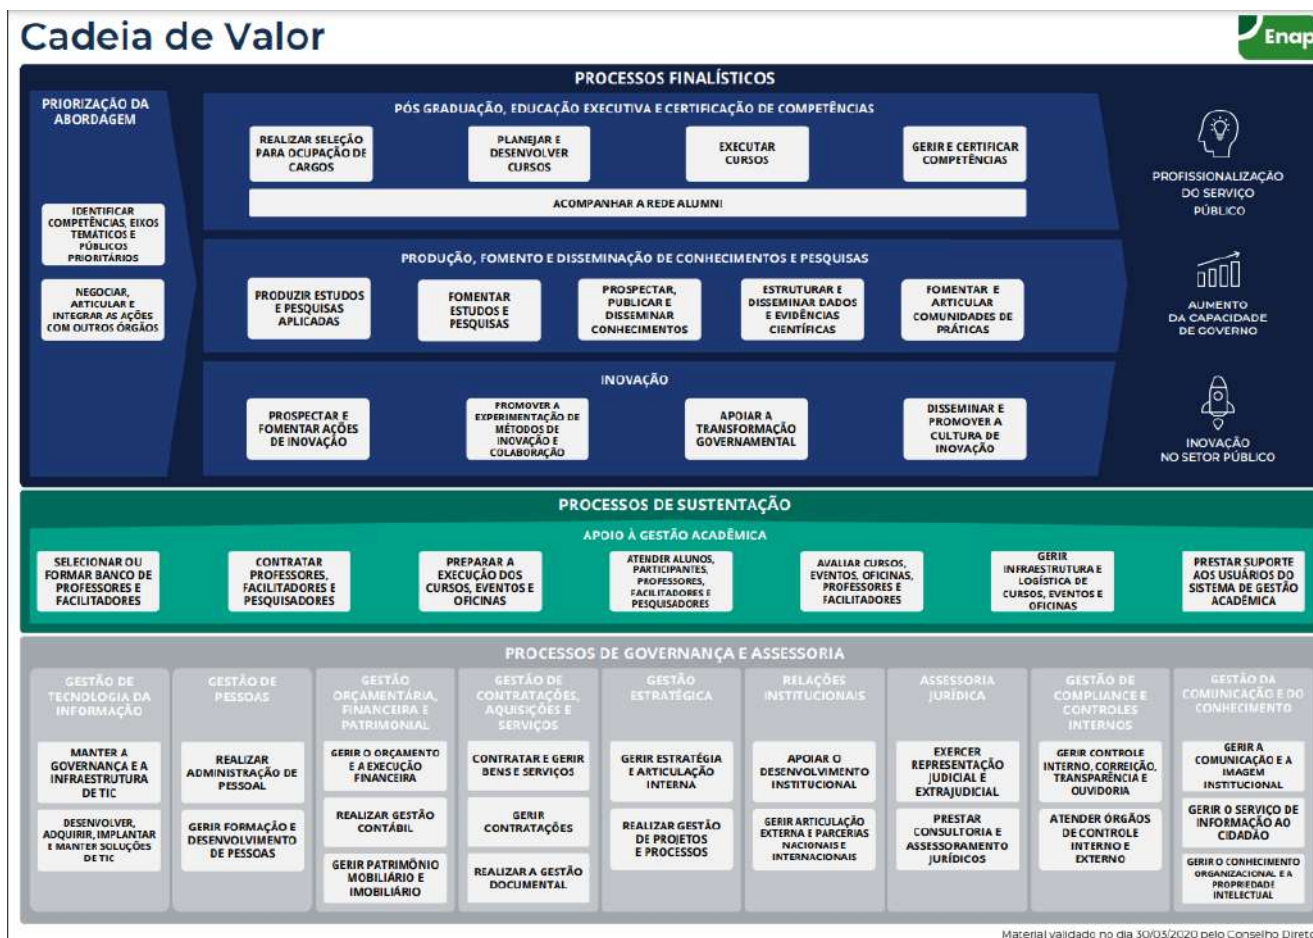 Cadeia de Valor
Enap
PROCESSOS FINALÍSTICOS
PRIORIZAÇÃO DA
ABORDAGEM
IDENTIFICAR
COMPETÊNCIAS, EIXOS
TEMÁTICOS E
PÚBLICOS
PRIORITÁRIOS
NEGOCIAR,
ARTICULAR E
INTEGRAR AS AÇÕES
COM OUTROS ÓRGÃOS
PÓS GRADUAÇÃO, EDUCAÇÃO EXECUTIVA E CERTIFICAÇÃO DE COMPETÊNCIAS
REALIZAR SELEÇÃO
PARA OCUPAÇÃO DE
CARGOS
PLANEJAR E
DESENVOLVER
CURSOS
EXECUTAR
CURSOS
GERIR E CERTIFICAR
COMPETÊNCIAS
ACOMPANHAR A REDE ALUMNI
PRODUÇÃO, FOMENTO E DISSEMINAÇÃO DE CONHECIMENTOS E PESQUISAS
PRODUZIR ESTUDOS
E PESQUISAS
APLICADAS
FOMENTAR
ESTUDOS E
PESQUISAS
PROSPECTAR,
PUBLICAR E
DISSEMINAR
CONHECIMENTOS
ESTRUTURAR E
DISSEMINAR DADOS
E EVIDÊNCIAS
CIENTÍFICAS
FOMENTAR E
ARTICULAR
COMUNIDADES DE
PRÁTICAS
INOVAÇÃO
PROSPECTAR E
FOMENTAR AÇÕES
DE INOVAÇÃO
PROMOVER A
EXPERIMENTAÇÃO DE
MÉTODOS DE
INOVAÇÃO E
COLABORAÇÃO
APOIAR A
TRANSFORMAÇÃO
GOVERNAMENTAL
DISSEMINAR E
PROMOVER A
CULTURA DE
INOVAÇÃO
PROFISSIONALIZAÇÃO
DO SERVIÇO
PÚBLICO
AUMENTO
DA CAPACIDADE
DE GOVERNO
INOVAÇÃO
NO SETOR PÚBLICO
PROCESSOS DE SUSTENTAÇÃO
APOIO À GESTÃO ACADÊMICA
SELECIONAR OU
FORMAR BANCO DE
PROFESSORES E
FACILITADORES
CONTRATAR
PROFESSORES,
FACILITADORES E
PESQUISADORES
PREPARAR A
EXECUÇÃO DOS
CURSOS, EVENTOS E
OFICINAS
ATENDER ALUNOS,
PARTICIPANTES,
PROFESSORES,
FACILITADORES E
PESQUISADORES
AVALIAR CURSOS,
EVENTOS, OFICINAS,
PROFESSORES E
FACILITADORES
GERIR
INFRAESTRUTURA E
LOGÍSTICA DE
CURSOS, EVENTOS E
OFICINAS
PRESTAR SUPORTE
AOS USUÁRIOS DO
SISTEMA DE GESTÃO
ACADÊMICA
PROCESSOS DE GOVERNANÇA E ASSESSORIA
GESTÃO DE
TECNOLOGIA DA
INFORMAÇÃO
MANTER A
GOVERNANÇA E A
INFRAESTRUTURA
DE TIC
DESENVOLVER,
ADQUIRIR, IMPLANTAR
E MANTER SOLUÇÕES
DE TIC
GESTÃO DE
PESSOAS
REALIZAR
ADMINISTRAÇÃO DE
PESSOAL
GERIR FORMAÇÃO E
DESENVOLVIMENTO
DE PESSOAS
GESTÃO
ORÇAMENTÁRIA,
FINANCEIRA E
PATRIMONIAL
GERIR O ORÇAMENTO
E A EXECUÇÃO
FINANCEIRA
REALIZAR GESTÃO
CONTÁBIL
GERIR PATRIMÔNIO
MOBILIÁRIO E
IMOBILIÁRIO
GESTÃO DE
CONTRATAÇÕES,
AQUISIÇÕES E
SERVIÇOS
CONTRATAR E GERIR
BENS E SERVIÇOS
GERIR
CONTRATAÇÕES
REALIZAR A GESTÃO
DOCUMENTAL
GESTÃO
ESTRATÉGICA
GERIR ESTRATÉGIA
E ARTICULAÇÃO
INTERNA
REALIZAR GESTÃO
DE PROJETOS
E PROCESSOS
RELAÇÕES
INSTITUCIONAIS
APOIAR O
DESENVOLVIMENTO
INSTITUCIONAL
GERIR ARTICULAÇÃO
EXTERNA E PARCERIAS
NACIONAIS E
INTERNACIONAIS
ASSESSORIA
JURÍDICA
EXERCER
REPRESENTAÇÃO
JUDICIAL E
EXTRAJUDICIAL
PRESTAR
CONSULTORIA E
ASSESSORAMENTO
JURÍDICOS
GESTÃO DE
COMPLIANCE E
CONTROLES
INTERNOS
GERIR CONTROLE
INTERNO, CORREIÇÃO,
TRANSPARÊNCIA E
OUVIDORIA
ATENDER ÓRGÃOS
DE CONTROLE
INTERNO E
EXTERNO
GESTÃO DA
COMUNICAÇÃO E DO
CONHECIMENTO
GERIR A
COMUNICAÇÃO E A
IMAGEM
INSTITUCIONAL
GERIR O SERVIÇO DE
INFORMAÇÃO AO
CIDADÃO
GERIR O CONHECIMENTO
ORGANIZACIONAL E A
PROPRIEDADE
INTELECTUAL
Material validado no dia 30/03/2020 pelo Conselho Diret